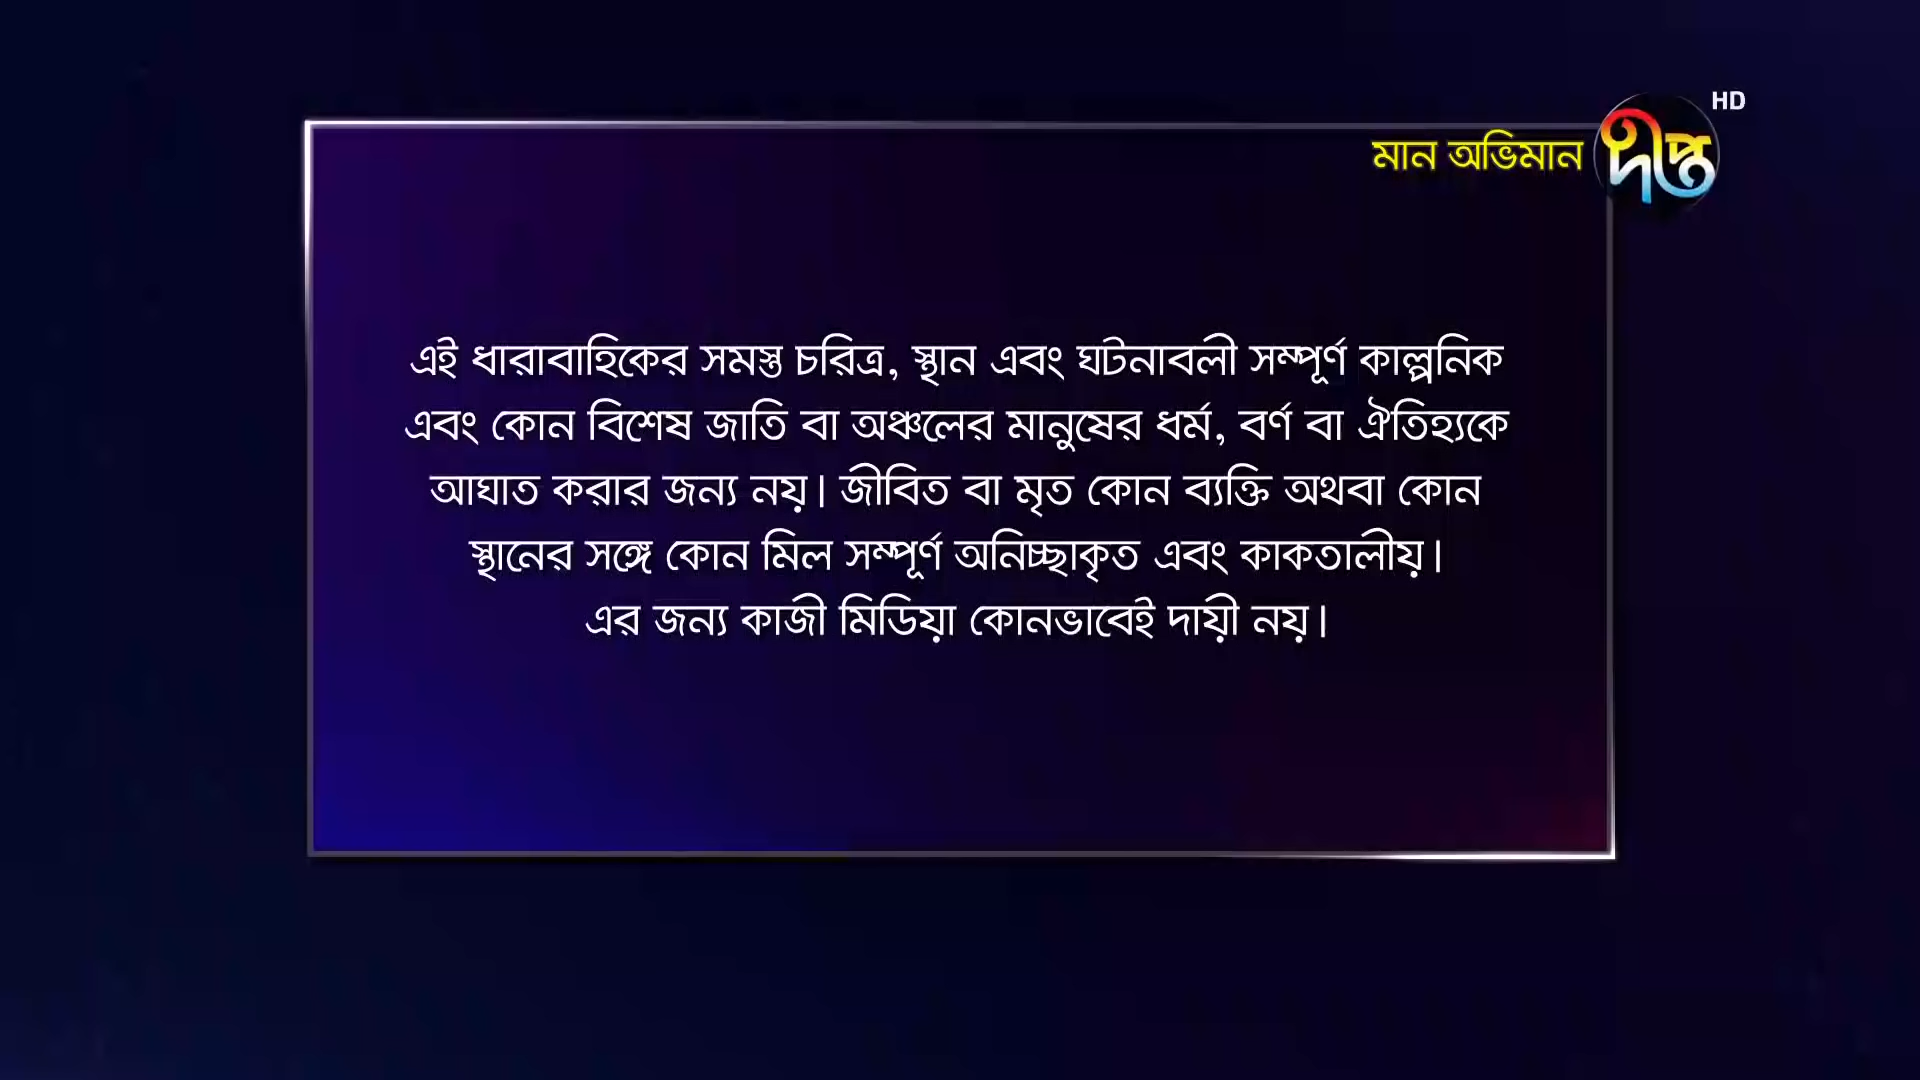 HD
মান অভিমান দীপ্ত
এই ধারাবাহিকের সমস্ত চরিত্র, স্থান এবং ঘটনাবলী সম্পূর্ণ কাল্পনিক
এবং কোন বিশেষ জাতি বা অঞ্চলের মানুষের ধর্ম, বর্ণ বা ঐতিহ্যকে
আঘাত করার জন্য নয়। জীবিত বা মৃত কোন ব্যক্তি অথবা কোন
স্থানের সঙ্গে কোন মিল সম্পূর্ণ অনিচ্ছাকৃত এবং কাকতালীয়।
এর জন্য কাজী মিডিয়া কোনভাবেই দায়ী নয়।